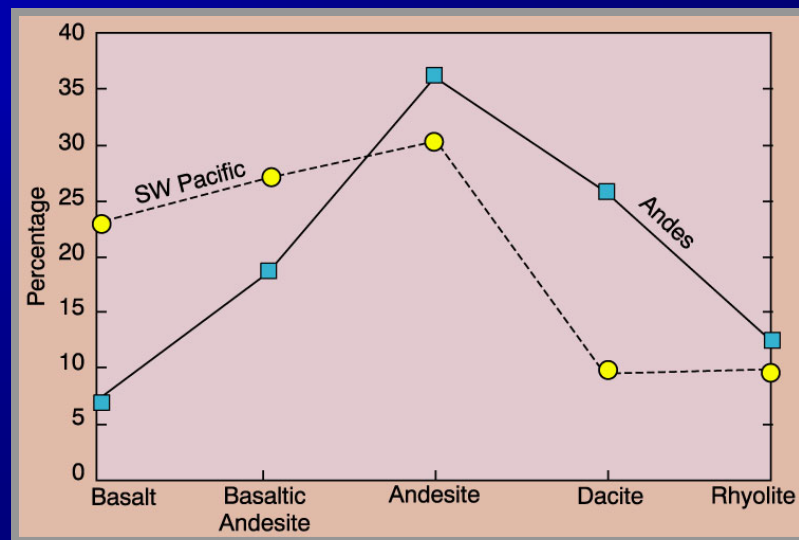 40
35
30
25
20
15
10
5
0
Percentage
SW Pacific
Andes
Basalt
Basaltic
Andesite
Andesite
Dacite
Rhyolite